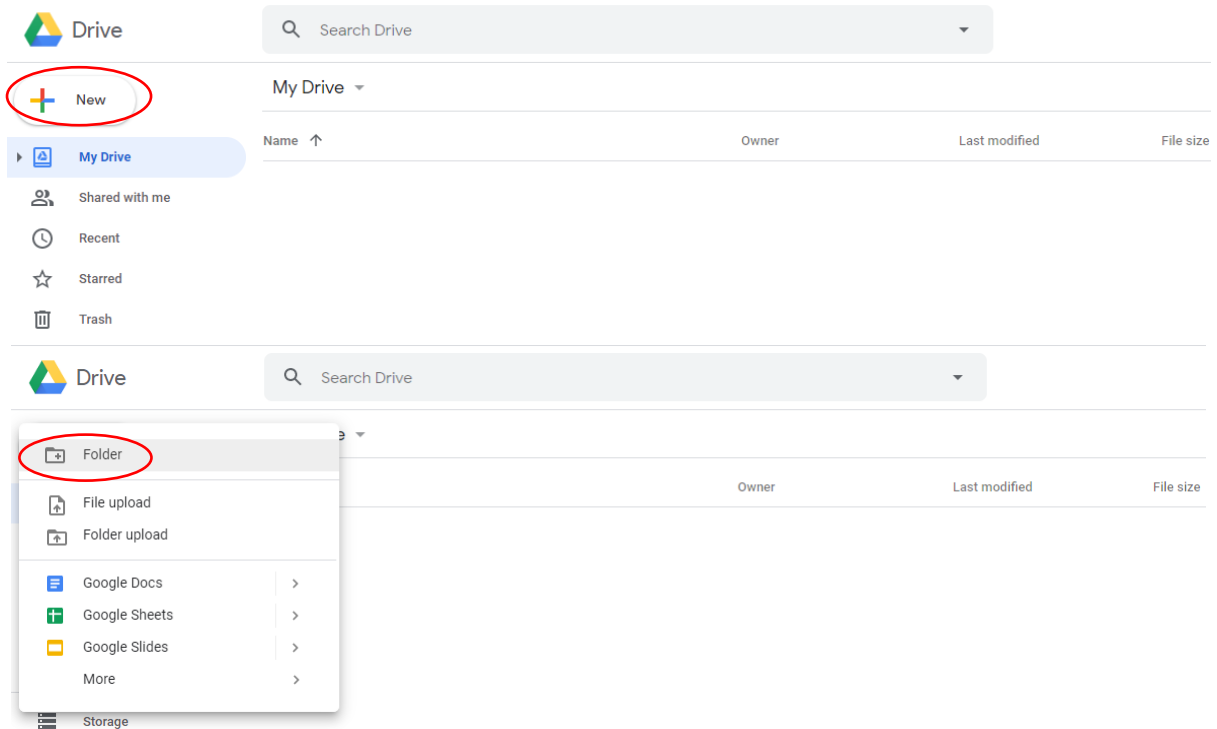 Drive
Search Drive
New
My Drive
Name
Owner
Last modified
File size
My Drive
Shared with me
Recent
Starred
Trash
Drive
Search Drive
Folder
Owner
Last modified
File size
File upload
Folder upload
Google Docs
Google Sheets
Google Slides
More
Storage